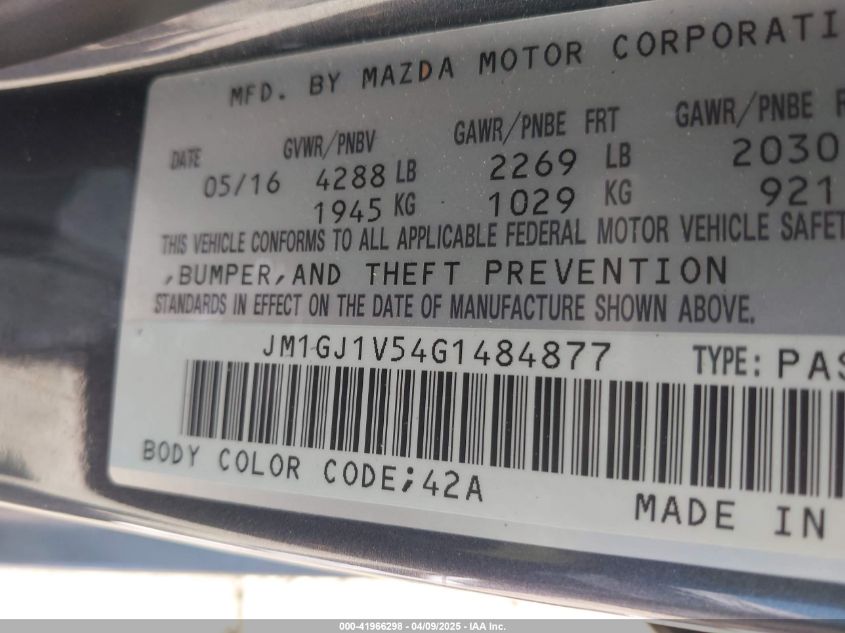 MFD. BY MAZDA MOTOR CORPORATI
DATE GVWR/PNBV GAWR/PNBE FRT GAWR/PNBE
05/16 4288 LB 2269 LB 2030
1945 KG 1029 KG 921
THIS VEHICLE CONFORMS TO ALL APPLICABLE FEDERAL MOTOR VEHICLE SAFET
,BUMPER,AND THEFT PREVENTION
STANDARDS IN EFFECT ON THE DATE OF MANUFACTURE SHOWN ABOVE.
JM1GJ1V54G1484877 TYPE: PAS
BODY COLOR CODE;42A
MADE IN
000-41966298 - 04/09/2025 - IAA Inc.